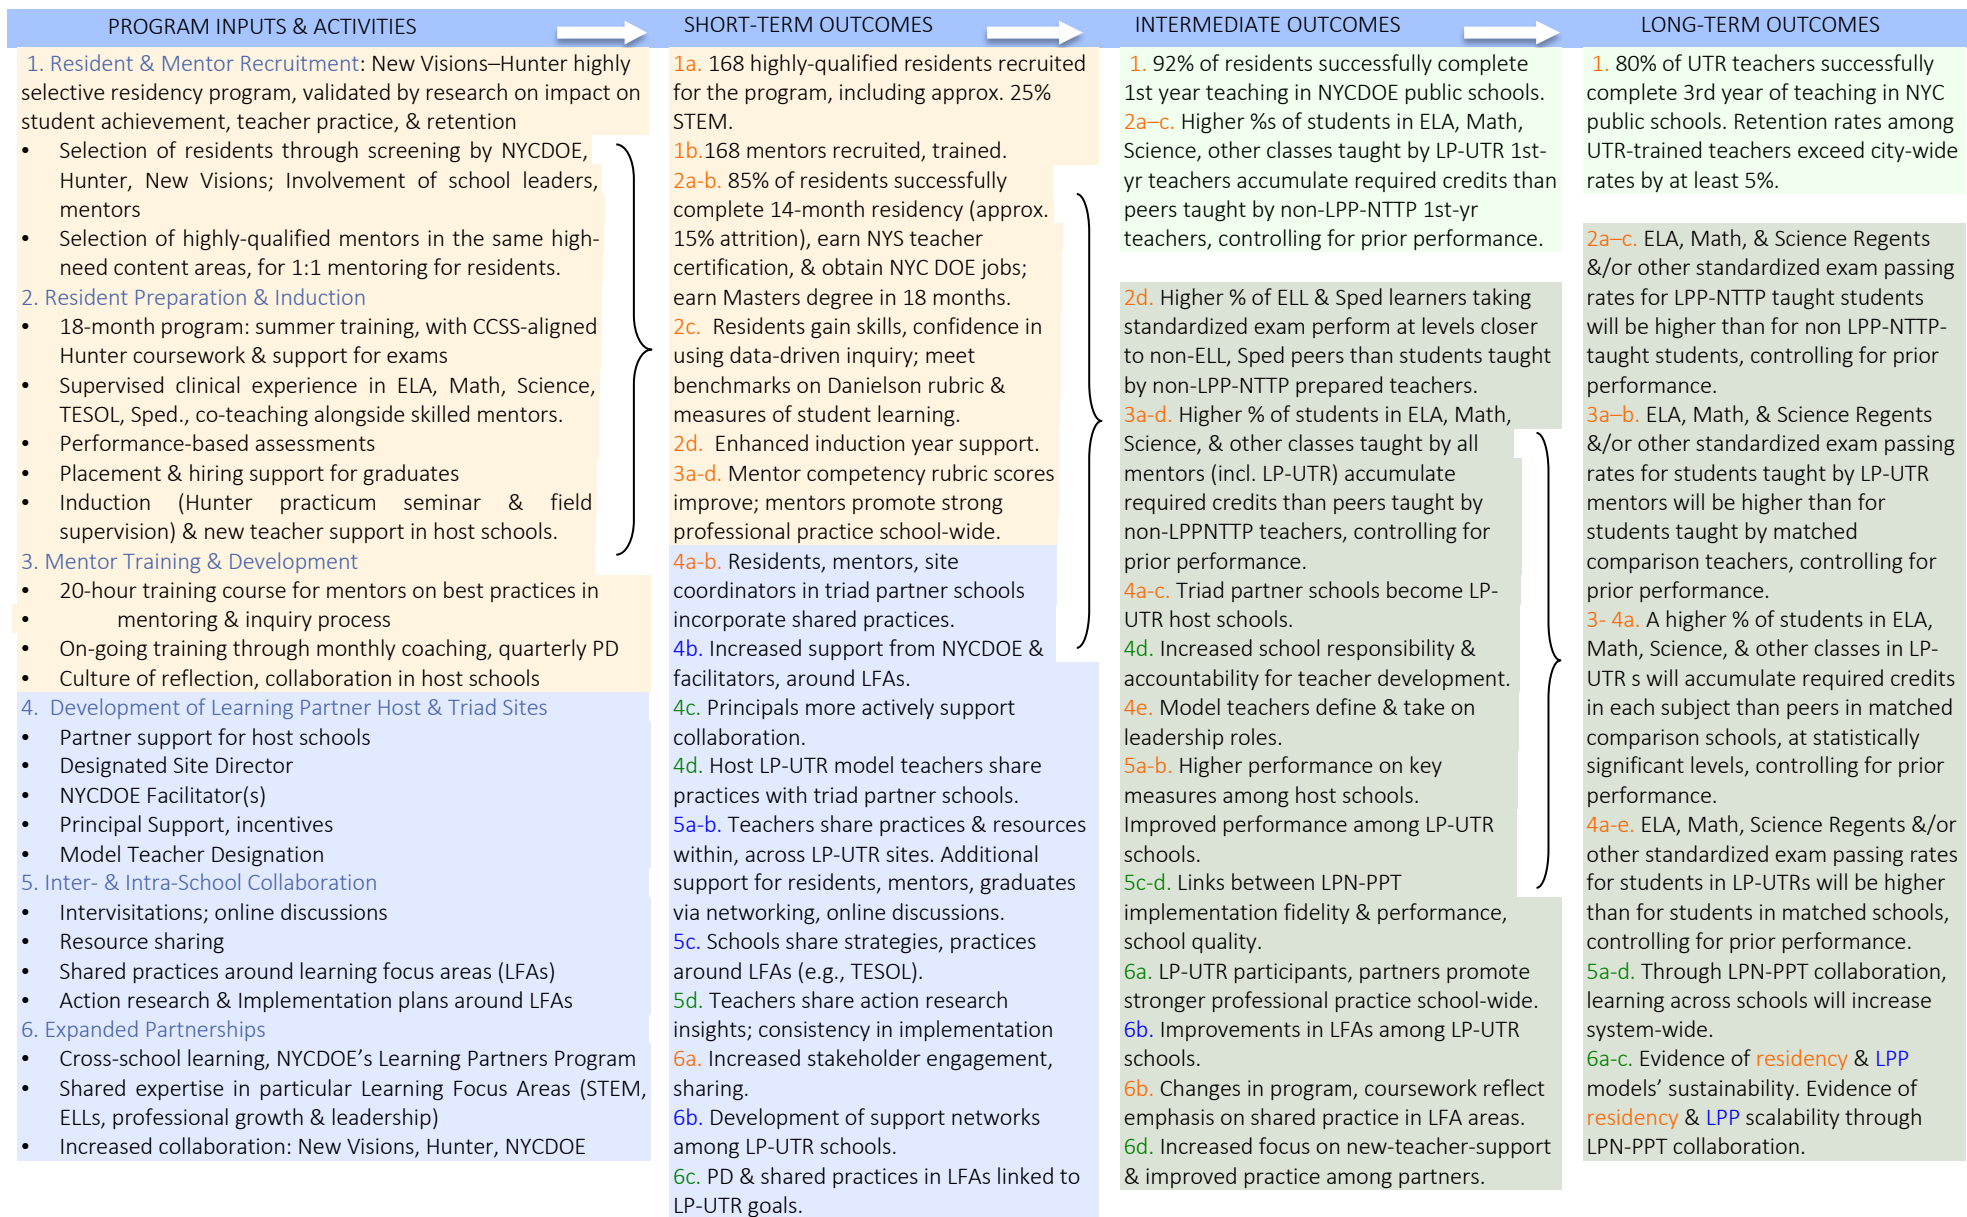 PROGRAM INPUTS & ACTIVITIES
SHORT-TERM OUTCOMES
INTERMEDIATE OUTCOMES
LONG-TERM OUTCOMES
1. Resident & Mentor Recruitment: New Visions–Hunter highly
selective residency program, validated by research on impact on
student achievement, teacher practice, & retention
• Selection of residents through screening by NYCDOE,
Hunter, New Visions; Involvement of school leaders,
mentors
• Selection of highly-qualified mentors in the same high-
need content areas, for 1:1 mentoring for residents.
2. Resident Preparation & Induction
• 18-month program: summer training, with CCSS-aligned
Hunter coursework & support for exams
• Supervised clinical experience in ELA, Math, Science,
TESOL, Sped., co-teaching alongside skilled mentors.
• Performance-based assessments
• Placement & hiring support for graduates
• Induction (Hunter practicum seminar & field
supervision) & new teacher support in host schools.
3. Mentor Training & Development
• 20-hour training course for mentors on best practices in
• mentoring & inquiry process
• On-going training through monthly coaching, quarterly PD
• Culture of reflection, collaboration in host schools
4. Development of Learning Partner Host & Triad Sites
• Partner support for host schools
• Designated Site Director
• NYCDOE Facilitator(s)
• Principal Support, incentives
• Model Teacher Designation
5. Inter- & Intra-School Collaboration
• Intervisitations; online discussions
• Resource sharing
• Shared practices around learning focus areas (LFAs)
• Action research & Implementation plans around LFAs
6. Expanded Partnerships
• Cross-school learning, NYCDOE's Learning Partners Program
• Shared expertise in particular Learning Focus Areas (STEM,
ELLs, professional growth & leadership)
• Increased collaboration: New Visions, Hunter, NYCDOE
1a. 168 highly-qualified residents recruited
for the program, including approx. 25%
STEM.
1b.168 mentors recruited, trained.
2a-b. 85% of residents successfully
complete 14-month residency (approx.
15% attrition), earn NYS teacher
certification, & obtain NYC DOE jobs;
earn Masters degree in 18 months.
2c. Residents gain skills, confidence in
using data-driven inquiry; meet
benchmarks on Danielson rubric &
measures of student learning.
2d. Enhanced induction year support.
3a-d. Mentor competency rubric scores
improve; mentors promote strong
professional practice school-wide.
4a-b. Residents, mentors, site
coordinators in triad partner schools
incorporate shared practices.
4b. Increased support from NYCDOE &
facilitators, around LFAs.
4c. Principals more actively support
collaboration.
4d. Host LP-UTR model teachers share
practices with triad partner schools.
5a-b. Teachers share practices & resources
within, across LP-UTR sites. Additional
support for residents, mentors, graduates
via networking, online discussions.
5c. Schools share strategies, practices
around LFAs (e.g., TESOL).
5d. Teachers share action research
insights; consistency in implementation
6a. Increased stakeholder engagement,
sharing.
6b. Development of support networks
among LP-UTR schools.
6c. PD & shared practices in LFAs linked to
LP-UTR goals.
1. 92% of residents successfully complete
1st year teaching in NYCDOE public schools.
2a–c. Higher %s of students in ELA, Math,
Science, other classes taught by LP-UTR 1st-
yr teachers accumulate required credits than
peers taught by non-LPP-NTTP 1st-yr
teachers, controlling for prior performance.
2d. Higher % of ELL & Sped learners taking
standardized exam perform at levels closer
to non-ELL, Sped peers than students taught
by non-LPP-NTTP prepared teachers.
3a-d. Higher % of students in ELA, Math,
Science, & other classes taught by all
mentors (incl. LP-UTR) accumulate
required credits than peers taught by
non-LPPNTTP teachers, controlling for
prior performance.
4a-c. Triad partner schools become LP-
UTR host schools.
4d. Increased school responsibility &
accountability for teacher development.
4e. Model teachers define & take on
leadership roles.
5a-b. Higher performance on key
measures among host schools.
Improved performance among LP-UTR
schools.
5c-d. Links between LPN-PPT
implementation fidelity & performance,
school quality.
6a. LP-UTR participants, partners promote
stronger professional practice school-wide.
6b. Improvements in LFAs among LP-UTR
schools.
6b. Changes in program, coursework reflect
emphasis on shared practice in LFA areas.
6d. Increased focus on new-teacher-support
& improved practice among partners.
1. 80% of UTR teachers successfully
complete 3rd year of teaching in NYC
public schools. Retention rates among
UTR-trained teachers exceed city-wide
rates by at least 5%.
2a–c. ELA, Math, & Science Regents
&/or other standardized exam passing
rates for LPP-NTTP taught students
will be higher than for non LPP-NTTP-
taught students, controlling for prior
performance.
3a–b. ELA, Math, & Science Regents
&/or other standardized exam passing
rates for students taught by LP-UTR
mentors will be higher than for
students taught by matched
comparison teachers, controlling for
prior performance.
3- 4a. A higher % of students in ELA,
Math, Science, & other classes in LP-
UTR s will accumulate required credits
in each subject than peers in matched
comparison schools, at statistically
significant levels, controlling for prior
performance.
4a-e. ELA, Math, Science Regents &/or
other standardized exam passing rates
for students in LP-UTRs will be higher
than for students in matched schools,
controlling for prior performance.
5a-d. Through LPN-PPT collaboration,
learning across schools will increase
system-wide.
6a-c. Evidence of residency & LPP
models' sustainability. Evidence of
residency & LPP scalability through
LPN-PPT collaboration.